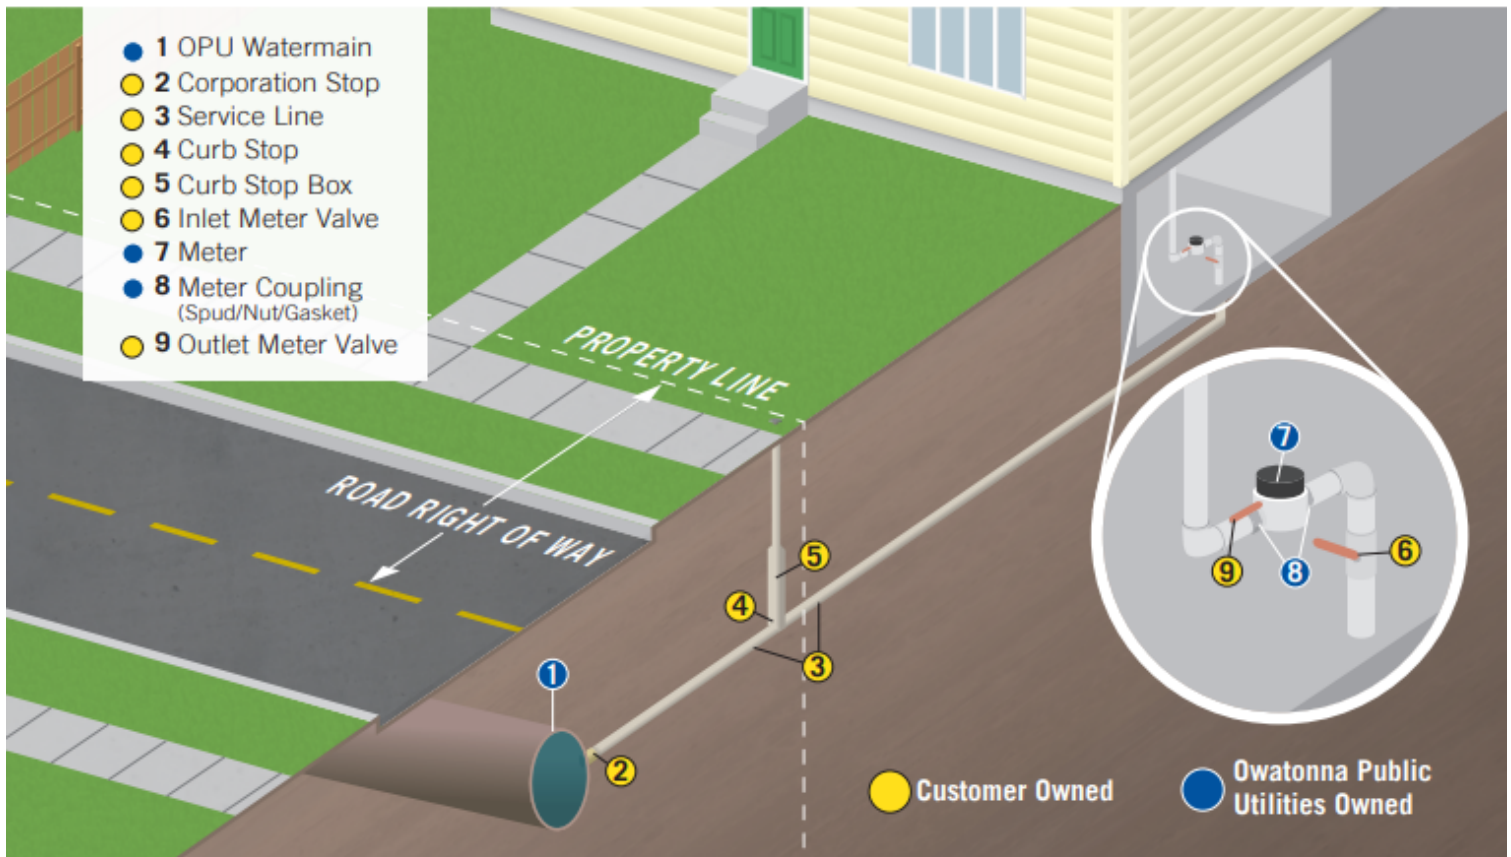 1 OPU Watermain
2 Corporation Stop
3 Service Line
4 Curb Stop
5 Curb Stop Box
6 Inlet Meter Valve
7 Meter
8 Meter Coupling
(Spud/Nut/Gasket)
9 Outlet Meter Valve
PROPERTY LINE
ROAD RIGHT OF WAY
7
6
9
8
5
4
3
1
2
Customer Owned
Owatonna Public
Utilities Owned